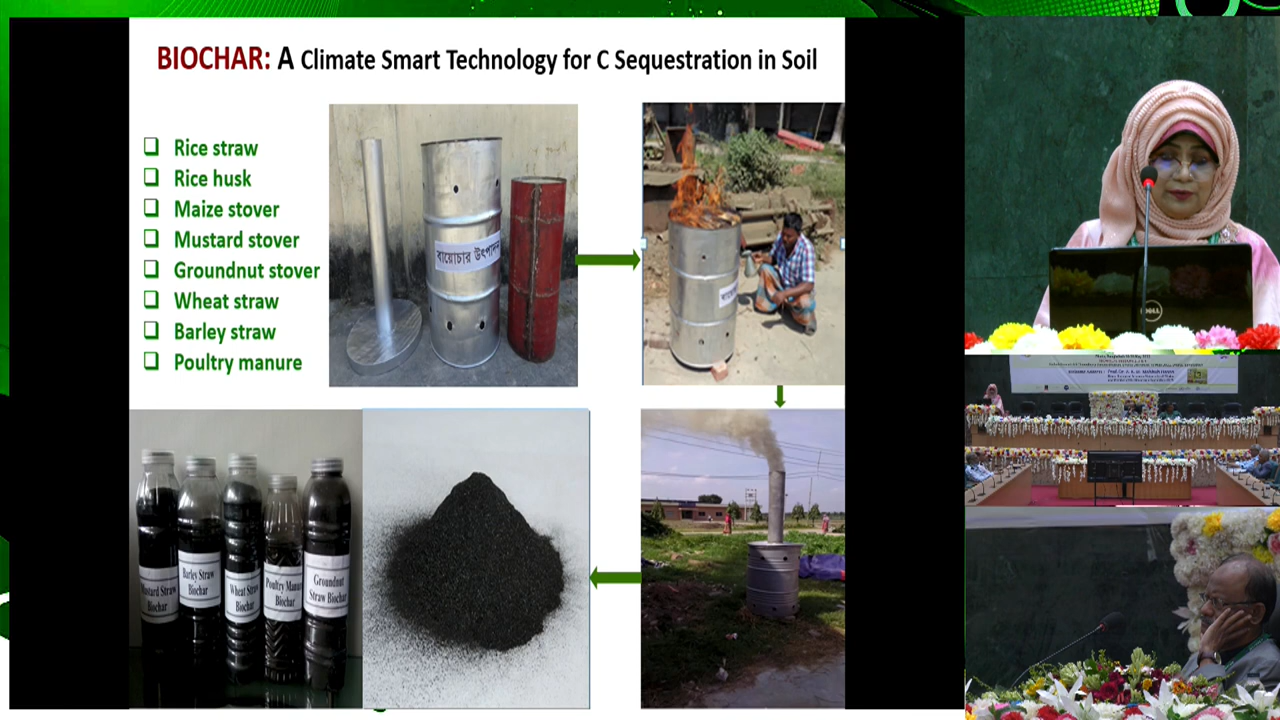 BIOCHAR: A Climate Smart Technology for C Sequestration in Soil
Rice straw
Rice husk
Maize stover
Mustard stover
Groundnut stover
Wheat straw
Barley straw
Poultry manure
বায়োচার উৎপাদন
Mustard Straw
Biochar
Barley Straw
Biochar
Wheat Straw
Biochar
Poultry Manure
Biochar
Groundnut
Straw Biochar
DELL